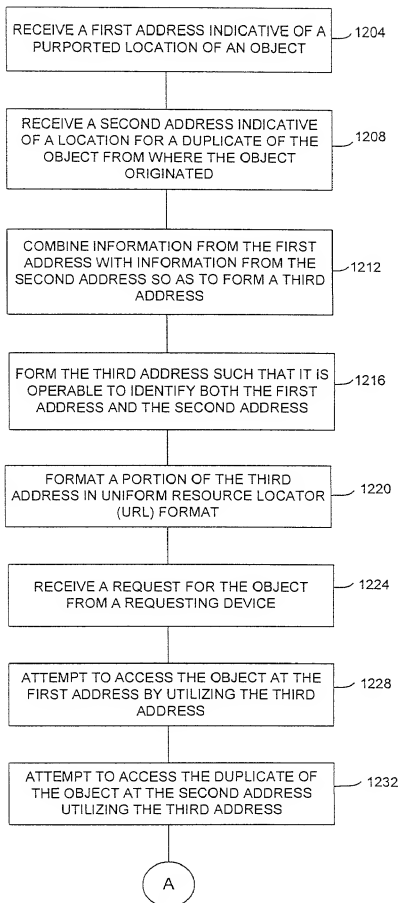 RECEIVE A FIRST ADDRESS INDICATIVE OF A
PURPORTED LOCATION OF AN OBJECT
1204
RECEIVE A SECOND ADDRESS INDICATIVE
OF A LOCATION FOR A DUPLICATE OF THE
OBJECT FROM WHERE THE OBJECT
ORIGINATED
1208
COMBINE INFORMATION FROM THE FIRST
ADDRESS WITH INFORMATION FROM THE
SECOND ADDRESS SO AS TO FORM A THIRD
ADDRESS
1212
FORM THE THIRD ADDRESS SUCH THAT IT IS
OPERABLE TO IDENTIFY BOTH THE FIRST
ADDRESS AND THE SECOND ADDRESS
1216
FORMAT A PORTION OF THE THIRD
ADDRESS IN UNIFORM RESOURCE LOCATOR
(URL) FORMAT
1220
RECEIVE A REQUEST FOR THE OBJECT
FROM A REQUESTING DEVICE
1224
ATTEMPT TO ACCESS THE OBJECT AT THE
FIRST ADDRESS BY UTILIZING THE THIRD
ADDRESS
1228
ATTEMPT TO ACCESS THE DUPLICATE OF
THE OBJECT AT THE SECOND ADDRESS
UTILIZING THE THIRD ADDRESS
1232
A